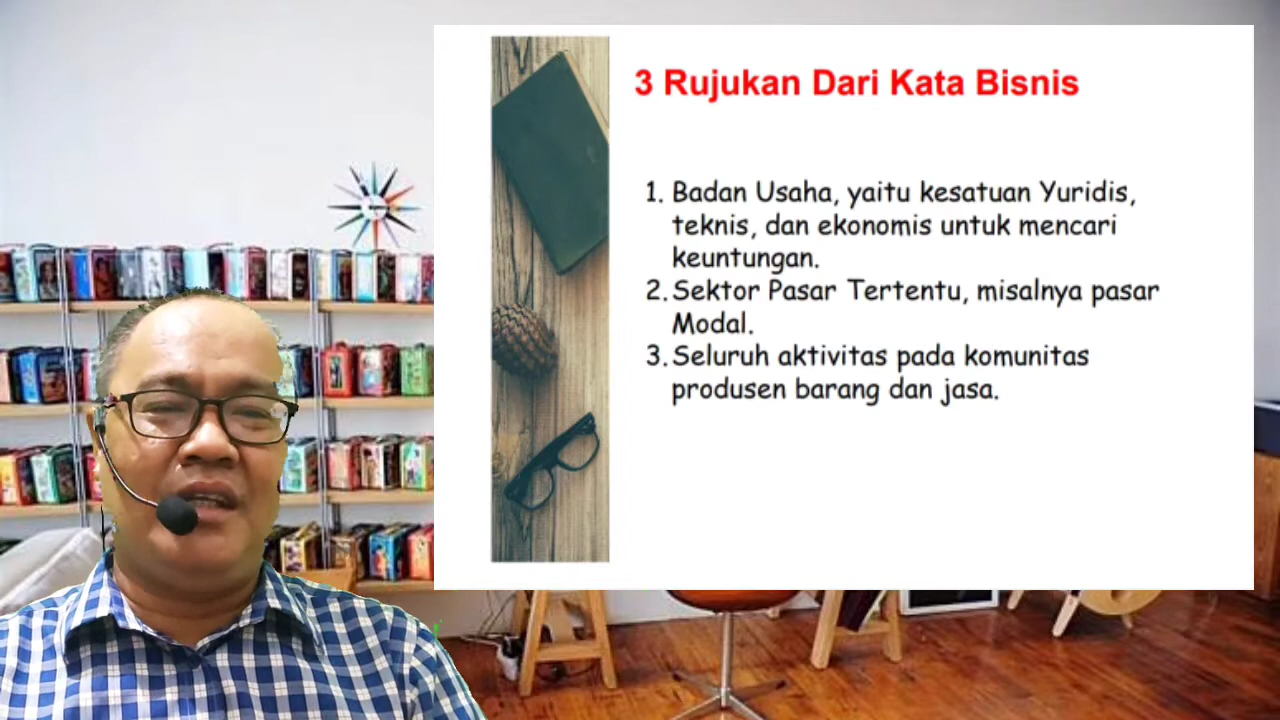 3 Rujukan Dari Kata Bisnis
1. Badan Usaha, yaitu kesatuan Yuridis,
teknis, dan ekonomis untuk mencari
keuntungan.
2. Sektor Pasar Tertentu, misalnya pasar
Modal.
3. Seluruh aktivitas pada komunitas
produsen barang dan jasa.